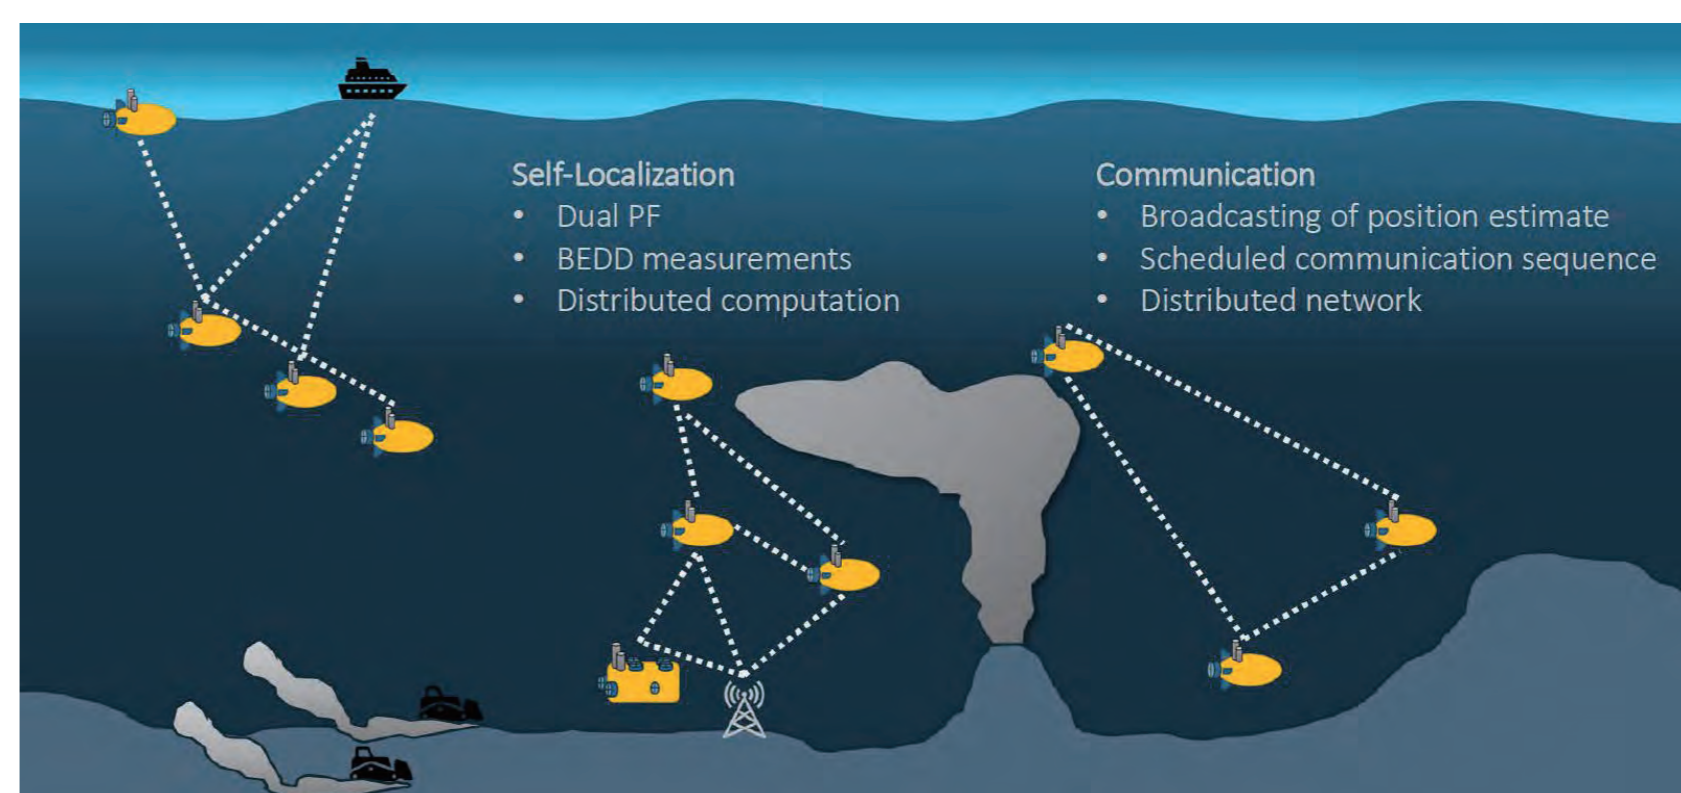 Self-Localization
• Dual PF
• BEDD measurements
• Distributed computation
Communication
• Broadcasting of position estimate
• Scheduled communication sequence
• Distributed network